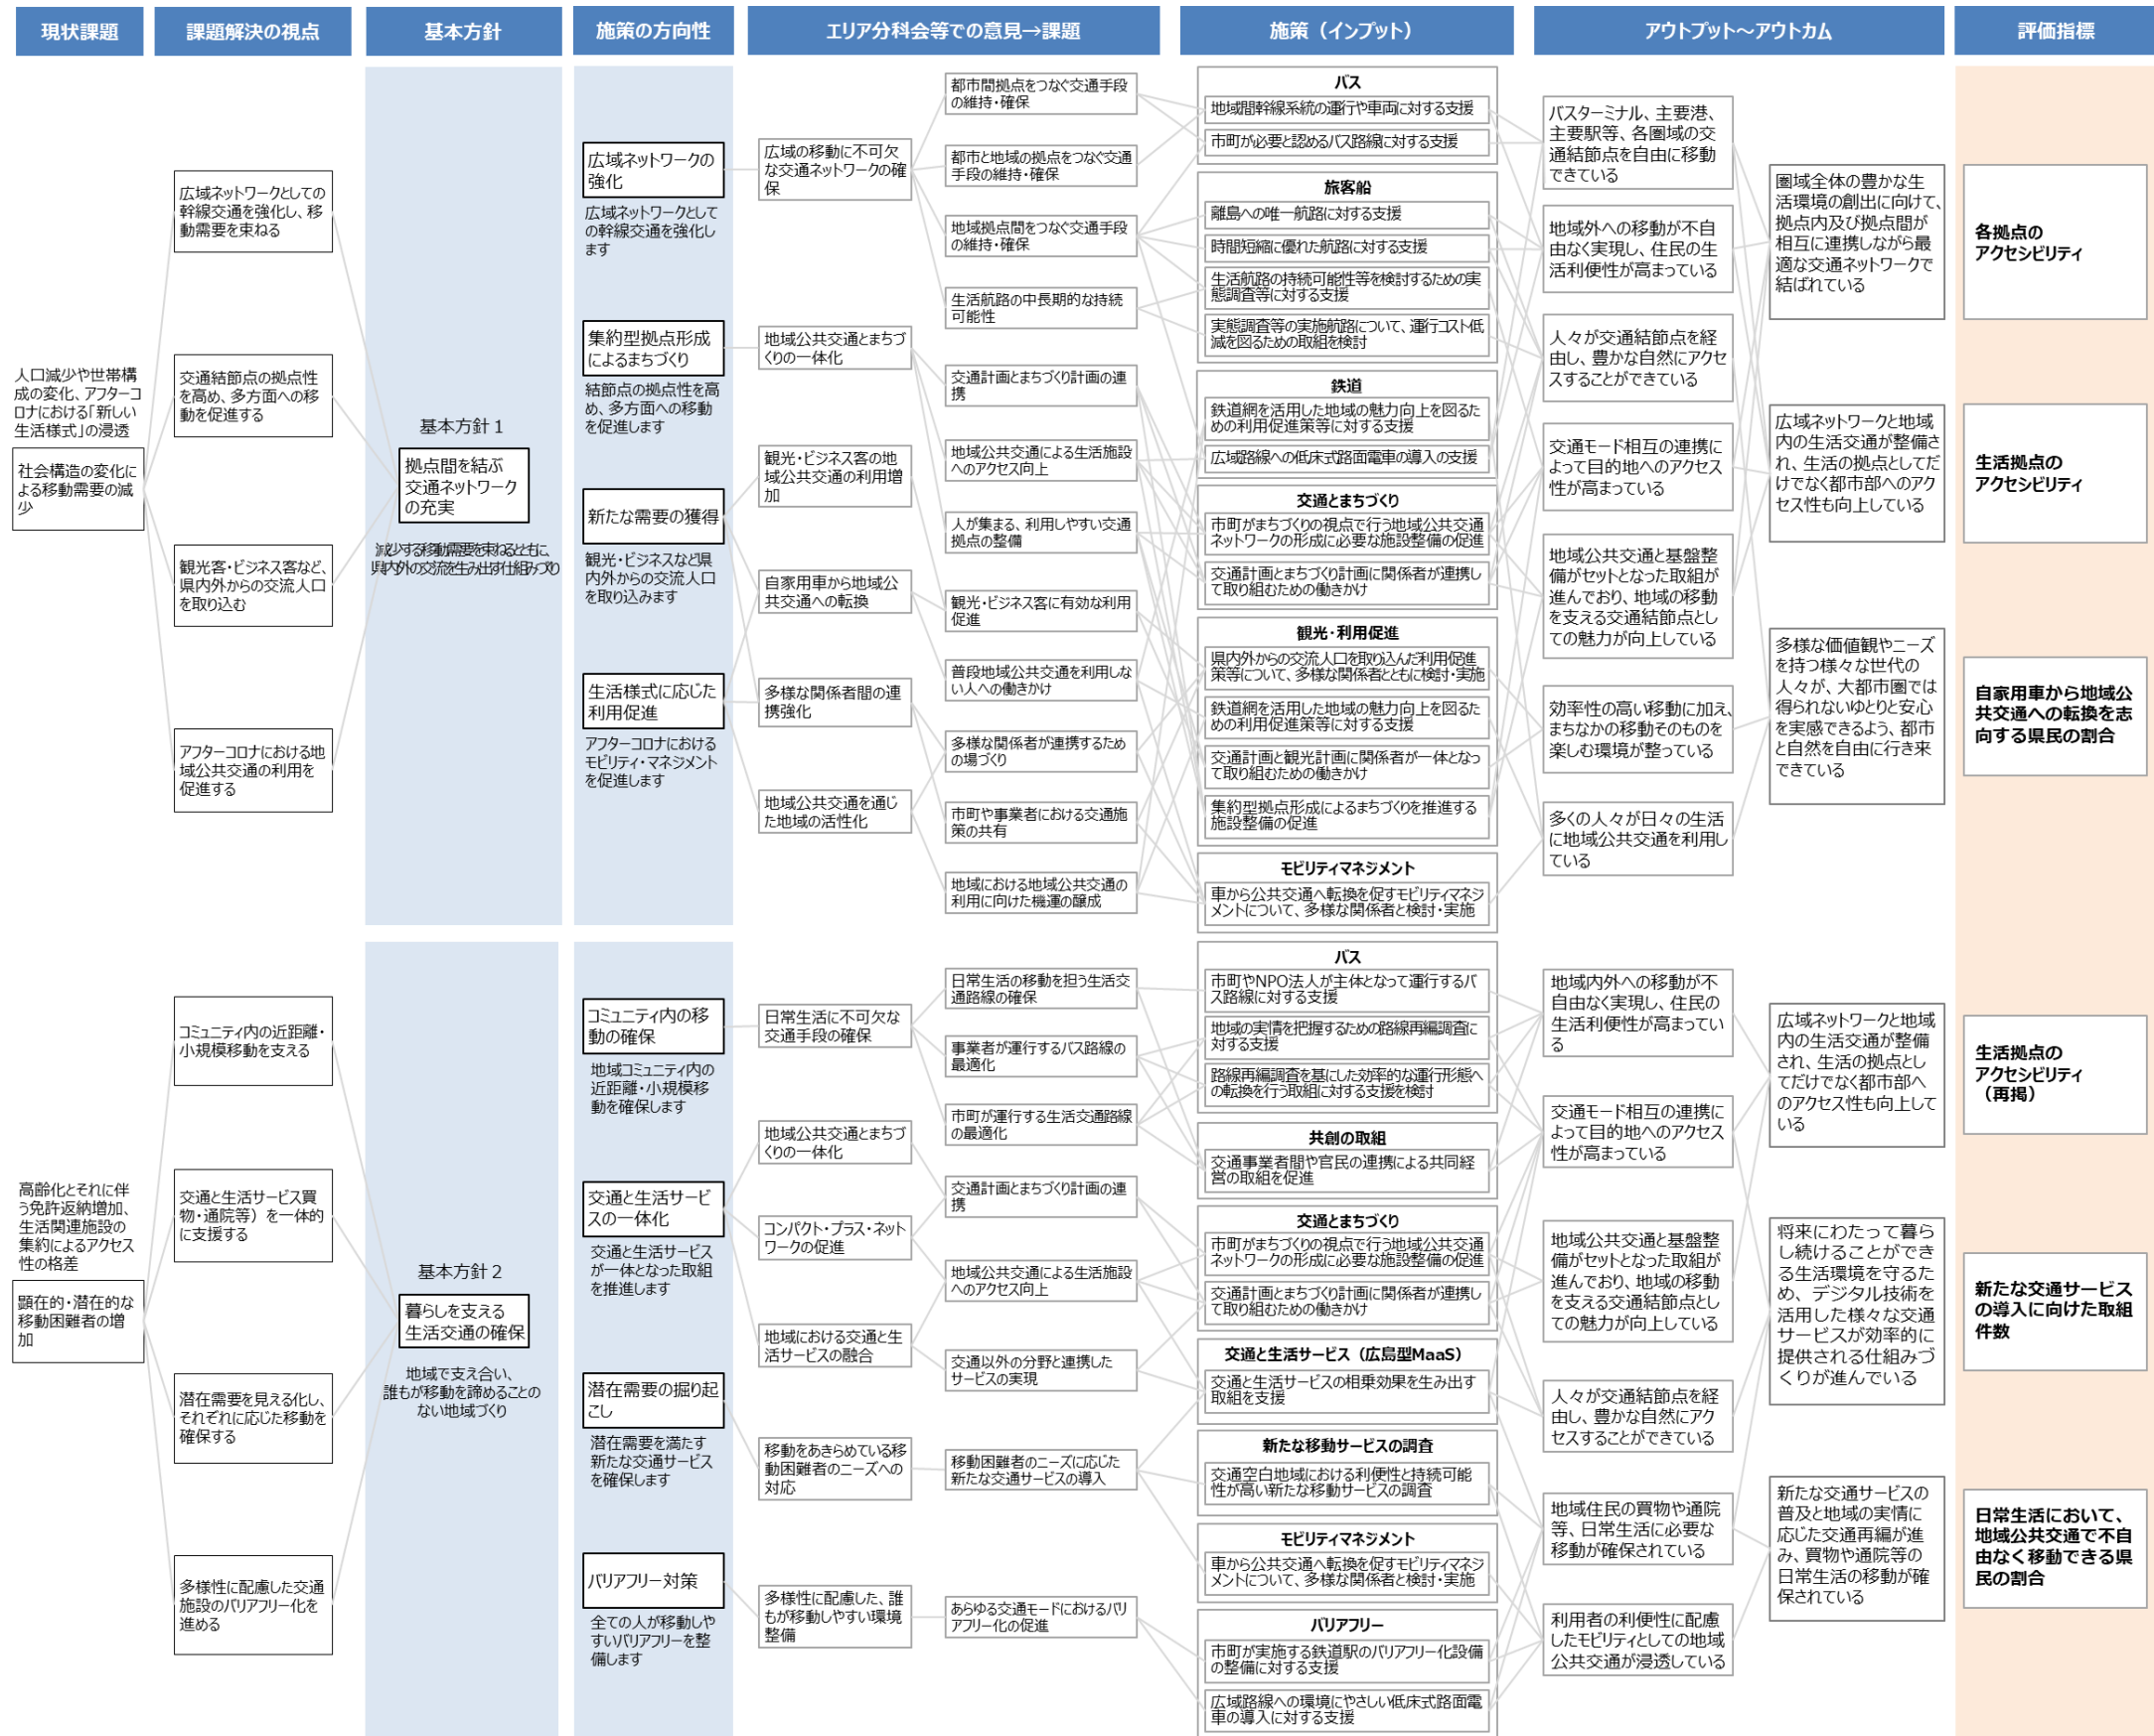 現状課題
課題解決の視点
基本方針
施策の方向性
エリア分科会等での意見→課題
施策（インプット）
アウトプット～アウトカム
評価指標
人口減少や世帯構
成の変化、アフターコ
ロナにおける「新しい
生活様式」の浸透
社会構造の変化に
よる移動需要の減
少
広域ネットワークとしての
幹線交通を強化し、移
動需要を束ねる
交通結節点の拠点性
を高め、多方面への移
動を促進する
観光客・ビジネス客など、
県内外からの交流人口
を取り込む
アフターコロナにおける地
域公共交通の利用を
促進する
基本方針１
拠点間を結ぶ
交通ネットワーク
の充実
減少する移動需要を束ねるとともに、
県内外の交流を生み出す仕組みづくり
広域ネットワークの
強化
広域ネットワークとして
の幹線交通を強化し
ます
集約型拠点形成
によるまちづくり
結節点の拠点性を高
め、多方面への移動
を促進します
新たな需要の獲得
観光・ビジネスなど県
内外からの交流人口
を取り込みます
生活様式に応じた
利用促進
アフターコロナにおける
モビリティ・マネジメント
を促進します
広域の移動に不可欠
な交通ネットワークの確
保
地域公共交通とまちづ
くりの一体化
観光・ビジネス客の地
域公共交通の利用増
加
自家用車から地域公
共交通への転換
多様な関係者間の連
携強化
地域公共交通を通じ
た地域の活性化
都市間拠点をつなぐ交通手段
の維持・確保
都市と地域の拠点をつなぐ交通
手段の維持・確保
地域拠点間をつなぐ交通手段
の維持・確保
生活航路の中長期的な持続
可能性
交通計画とまちづくり計画の連
携
地域公共交通による生活施設
へのアクセス向上
人が集まる、利用しやすい交通
拠点の整備
観光・ビジネス客に有効な利用
促進
普段地域公共交通を利用しな
い人への働きかけ
多様な関係者が連携するため
の場づくり
市町や事業者における交通施
策の共有
地域における地域公共交通の
利用に向けた機運の醸成
バス
地域間幹線系統の運行や車両に対する支援
市町が必要と認めるバス路線に対する支援
旅客船
離島への唯一航路に対する支援
時間短縮に優れた航路に対する支援
生活航路の持続可能性等を検討するための実
態調査等に対する支援
実態調査等の実施航路について、運行コスト低
減を図るための取組を検討
鉄道
鉄道網を活用した地域の魅力向上を図るた
めの利用促進策等に対する支援
広域路線への低床式路面電車の導入の支援
交通とまちづくり
市町がまちづくりの視点で行う地域公共交通
ネットワークの形成に必要な施設整備の促進
交通計画とまちづくり計画に関係者が連携し
て取り組むための働きかけ
観光・利用促進
県内外からの交流人口を取り込んだ利用促進
策等について、多様な関係者とともに検討・実施
鉄道網を活用した地域の魅力向上を図るた
めの利用促進策等に対する支援
交通計画と観光計画に関係者が一体となっ
て取り組むための働きかけ
集約型拠点形成によるまちづくりを推進する
施設整備の促進
モビリティマネジメント
車から公共交通へ転換を促すモビリティマネジ
メントについて、多様な関係者と検討・実施
バスターミナル、主要港、
主要駅等、各圏域の交
通結節点を自由に移動
できている
地域外への移動が不自
由なく実現し、住民の生
活利便性が高まっている
人々が交通結節点を経
由し、豊かな自然にアクセ
スすることができている
交通モード相互の連携に
よって目的地へのアクセス
性が高まっている
地域公共交通と基盤整
備がセットとなった取組が
進んでおり、地域の移動
を支える交通結節点とし
ての魅力が向上している
効率性の高い移動に加え、
まちなかの移動そのものを
楽しむ環境が整っている
多くの人々が日々の生活
に地域公共交通を利用し
ている
圏域全体の豊かな生
活環境の創出に向けて、
拠点内及び拠点間が
相互に連携しながら最
適な交通ネットワークで
結ばれている
広域ネットワークと地域
内の生活交通が整備さ
れ、生活の拠点としてだ
けでなく都市部へのアク
セス性も向上している
多様な価値観やニーズ
を持つ様々な世代の
人々が、大都市圏では
得られないゆとりと安心
を実感できるよう、都市
と自然を自由に行き来
できている
各拠点の
アクセシビリティ
生活拠点の
アクセシビリティ
自家用車から地域公
共交通への転換を志
向する県民の割合
高齢化とそれに伴
う免許返納増加、
生活関連施設の
集約によるアクセス
性の格差
顕在的・潜在的な
移動困難者の増
加
コミュニティ内の近距離・
小規模移動を支える
交通と生活サービス買
物・通院等）を一体的
に支援する
潜在需要を見える化し、
それぞれに応じた移動を
確保する
多様性に配慮した交通
施設のバリアフリー化を
進める
基本方針２
暮らしを支える
生活交通の確保
地域で支え合い、
誰もが移動を諦めることの
ない地域づくり
コミュニティ内の移
動の確保
地域コミュニティ内の
近距離・小規模移
動を確保します
交通と生活サービ
スの一体化
交通と生活サービス
が一体となった取組
を推進します
潜在需要の掘り起
こし
潜在需要を満たす
新たな交通サービス
を確保します
バリアフリー対策
全ての人が移動しや
すいバリアフリーを整
備します
日常生活に不可欠な
交通手段の確保
地域公共交通とまちづ
くりの一体化
コンパクト・プラス・ネット
ワークの促進
地域における交通と生
活サービスの融合
移動をあきらめている移
動困難者のニーズへの
対応
多様性に配慮した、誰
もが移動しやすい環境
整備
日常生活の移動を担う生活交
通路線の確保
事業者が運行するバス路線の
最適化
市町が運行する生活交通路線
の最適化
交通計画とまちづくり計画の連
携
地域公共交通による生活施設
へのアクセス向上
交通以外の分野と連携した
サービスの実現
移動困難者のニーズに応じた
新たな交通サービスの導入
あらゆる交通モードにおけるバリ
アフリー化の促進
バス
市町やNPO法人が主体となって運行するバ
ス路線に対する支援
地域の実情を把握するための路線再編調査に
対する支援
路線再編調査を基にした効率的な運行形態へ
の転換を行う取組に対する支援を検討
共創の取組
交通事業者間や官民の連携による共同経
営の取組を促進
交通とまちづくり
市町がまちづくりの視点で行う地域公共交通
ネットワークの形成に必要な施設整備の促進
交通計画とまちづくり計画に関係者が連携し
て取り組むための働きかけ
交通と生活サービス（広島型MaaS）
交通と生活サービスの相乗効果を生み出す
取組を支援
新たな移動サービスの調査
交通空白地域における利便性と持続可能
性が高い新たな移動サービスの調査
モビリティマネジメント
車から公共交通へ転換を促すモビリティマネジ
メントについて、多様な関係者と検討・実施
バリアフリー
市町が実施する鉄道駅のバリアフリー化設備
の整備に対する支援
広域路線への環境にやさしい低床式路面電
車の導入に対する支援
地域内外への移動が不
自由なく実現し、住民の
生活利便性が高まってい
る
交通モード相互の連携に
よって目的地へのアクセス
性が高まっている
地域公共交通と基盤整
備がセットとなった取組が
進んでおり、地域の移動
を支える交通結節点とし
ての魅力が向上している
人々が交通結節点を経
由し、豊かな自然にアク
セスすることができている
地域住民の買物や通院
等、日常生活に必要な
移動が確保されている
利用者の利便性に配慮
したモビリティとしての地域
公共交通が浸透している
広域ネットワークと地域
内の生活交通が整備
され、生活の拠点とし
てだけでなく都市部へ
のアクセス性も向上して
いる
将来にわたって暮ら
し続けることができ
る生活環境を守るた
め、デジタル技術を
活用した様々な交通
サービスが効率的に
提供される仕組みづ
くりが進んでいる
新たな交通サービスの
普及と地域の実情に
応じた交通再編が進
み、買物や通院等の
日常生活の移動が確
保されている
生活拠点の
アクセシビリティ
（再掲）
新たな交通サービス
の導入に向けた取組
件数
日常生活において、
地域公共交通で不自
由なく移動できる県
民の割合